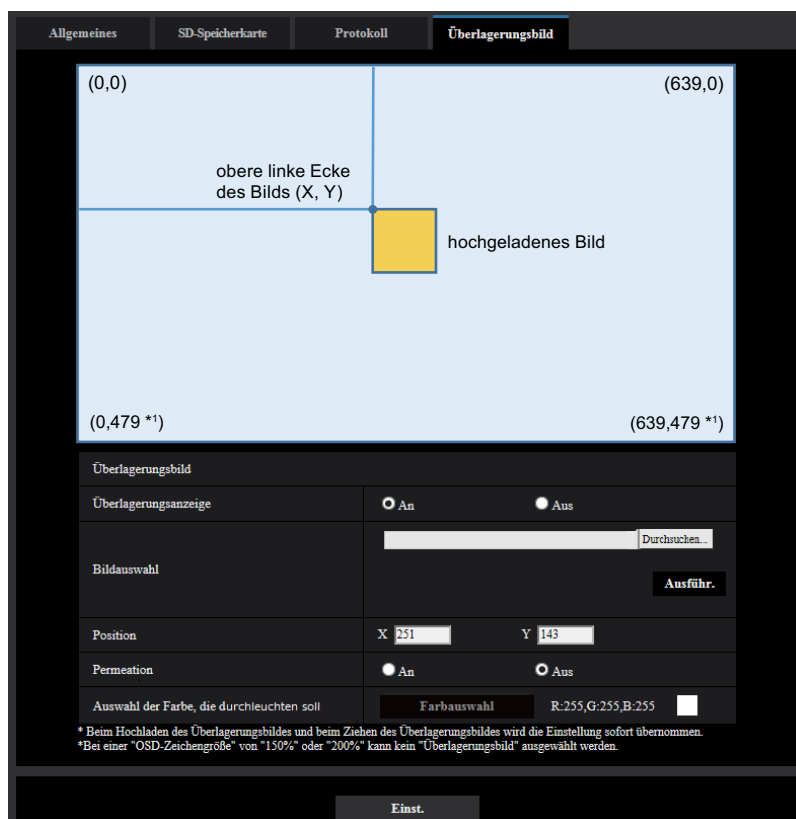 Allgemeines SD-Speicherkarte Protokoll Überlagerungsbild
(0,0) (639,0)
obere linke Ecke
des Bilds (X, Y)
hochgeladenes Bild
(0,479 *1) (639,479 *1)
Überlagerungsbild
Überlagerungsanzeige An Aus
Durchsuchen...
Bildauswahl
Ausführ.
Position X 251 Y 143
Permeation An Aus
Auswahl der Farbe, die durchleuchten soll Farbauswahl R:255,G:255,B:255
* Beim Hochladen des Überlagerungsbildes und beim Ziehen des Überlagerungsbildes wird die Einstellung sofort übernommen.
*Bei einer "OSD-Zeichengröße" von "150%" oder "200%" kann kein "Überlagerungsbild" ausgewählt werden.
Einst.